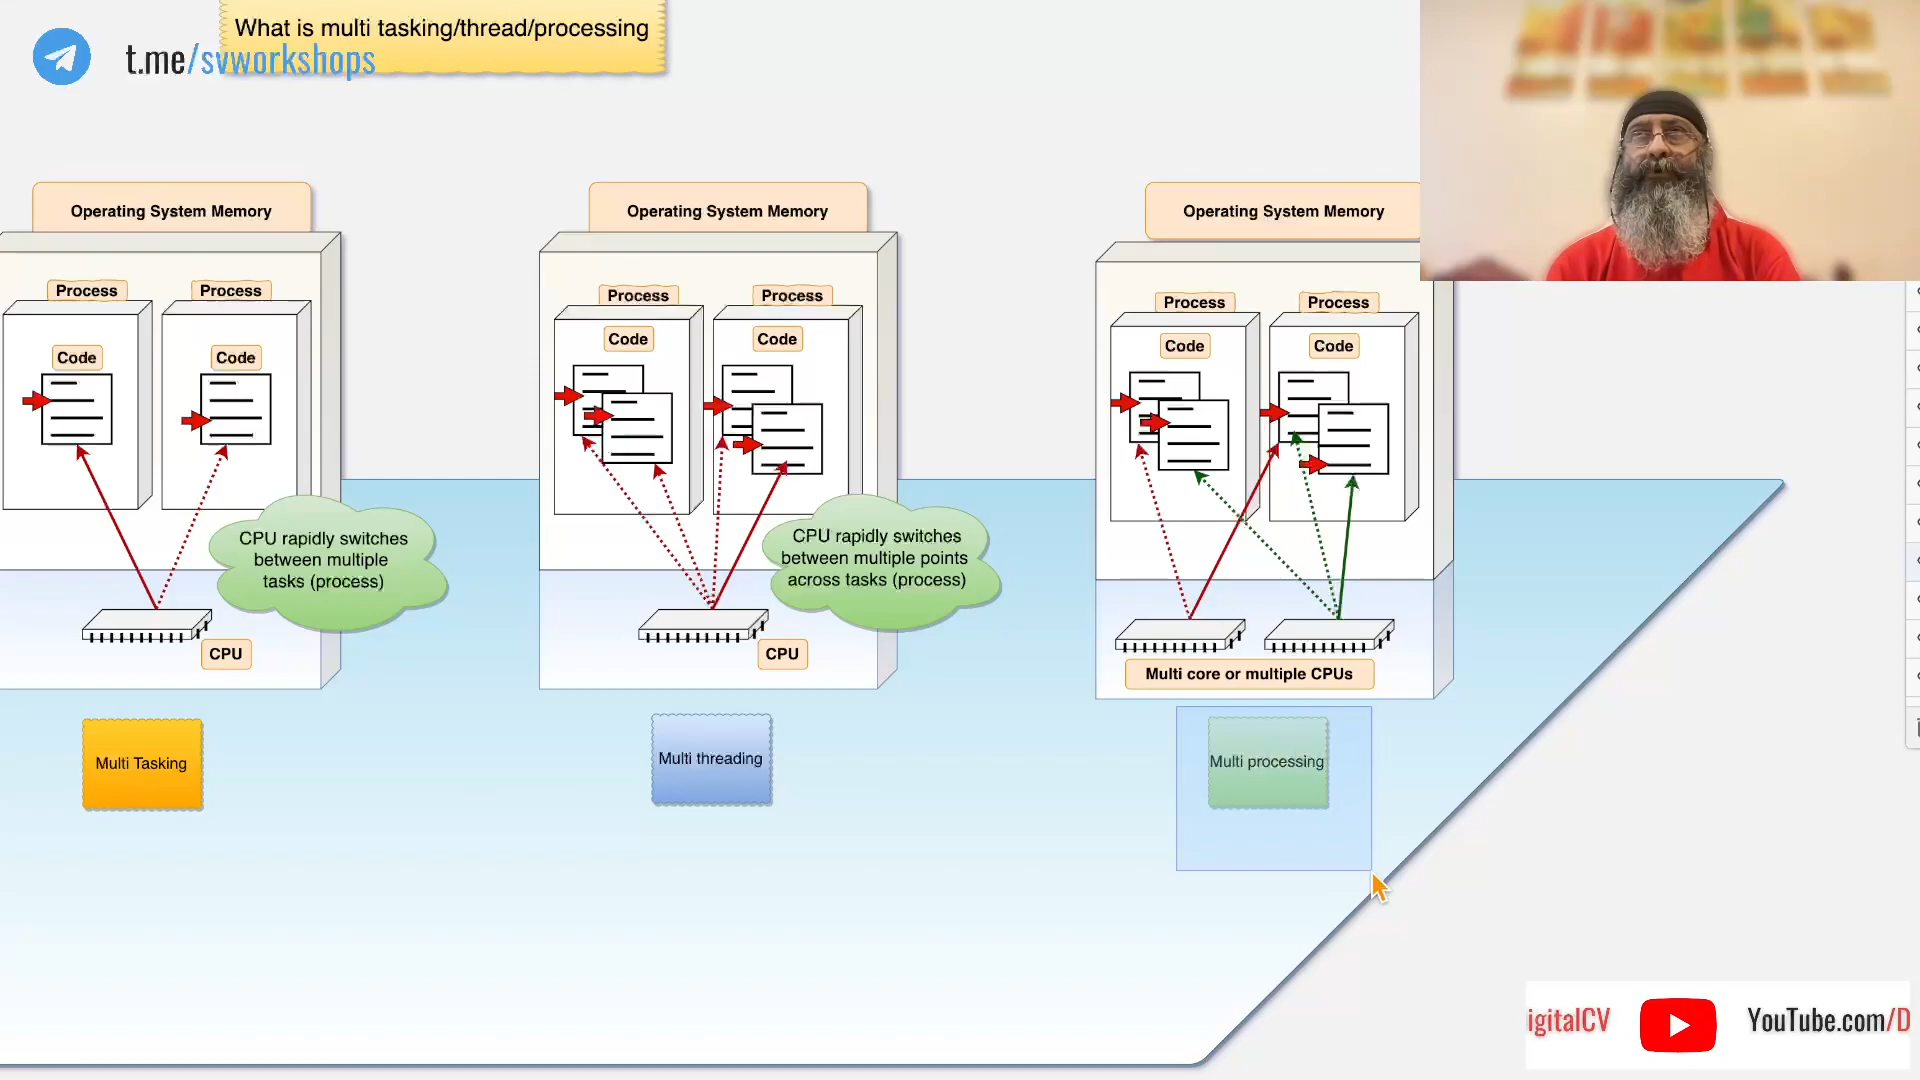 What is multi tasking/thread/processing
t.me/svworkshops
Operating System Memory
Process
Process
Code
Code
CPU rapidly switches
between multiple
tasks (process)
CPU
Multi Tasking
Operating System Memory
Process
Process
Code
Code
CPU rapidly switches
between multiple points
across tasks (process)
CPU
Multi threading
Operating System Memory
Process
Process
Code
Code
Multi core or multiple CPUs
Multi processing
igitalCV
YouTube.com/D